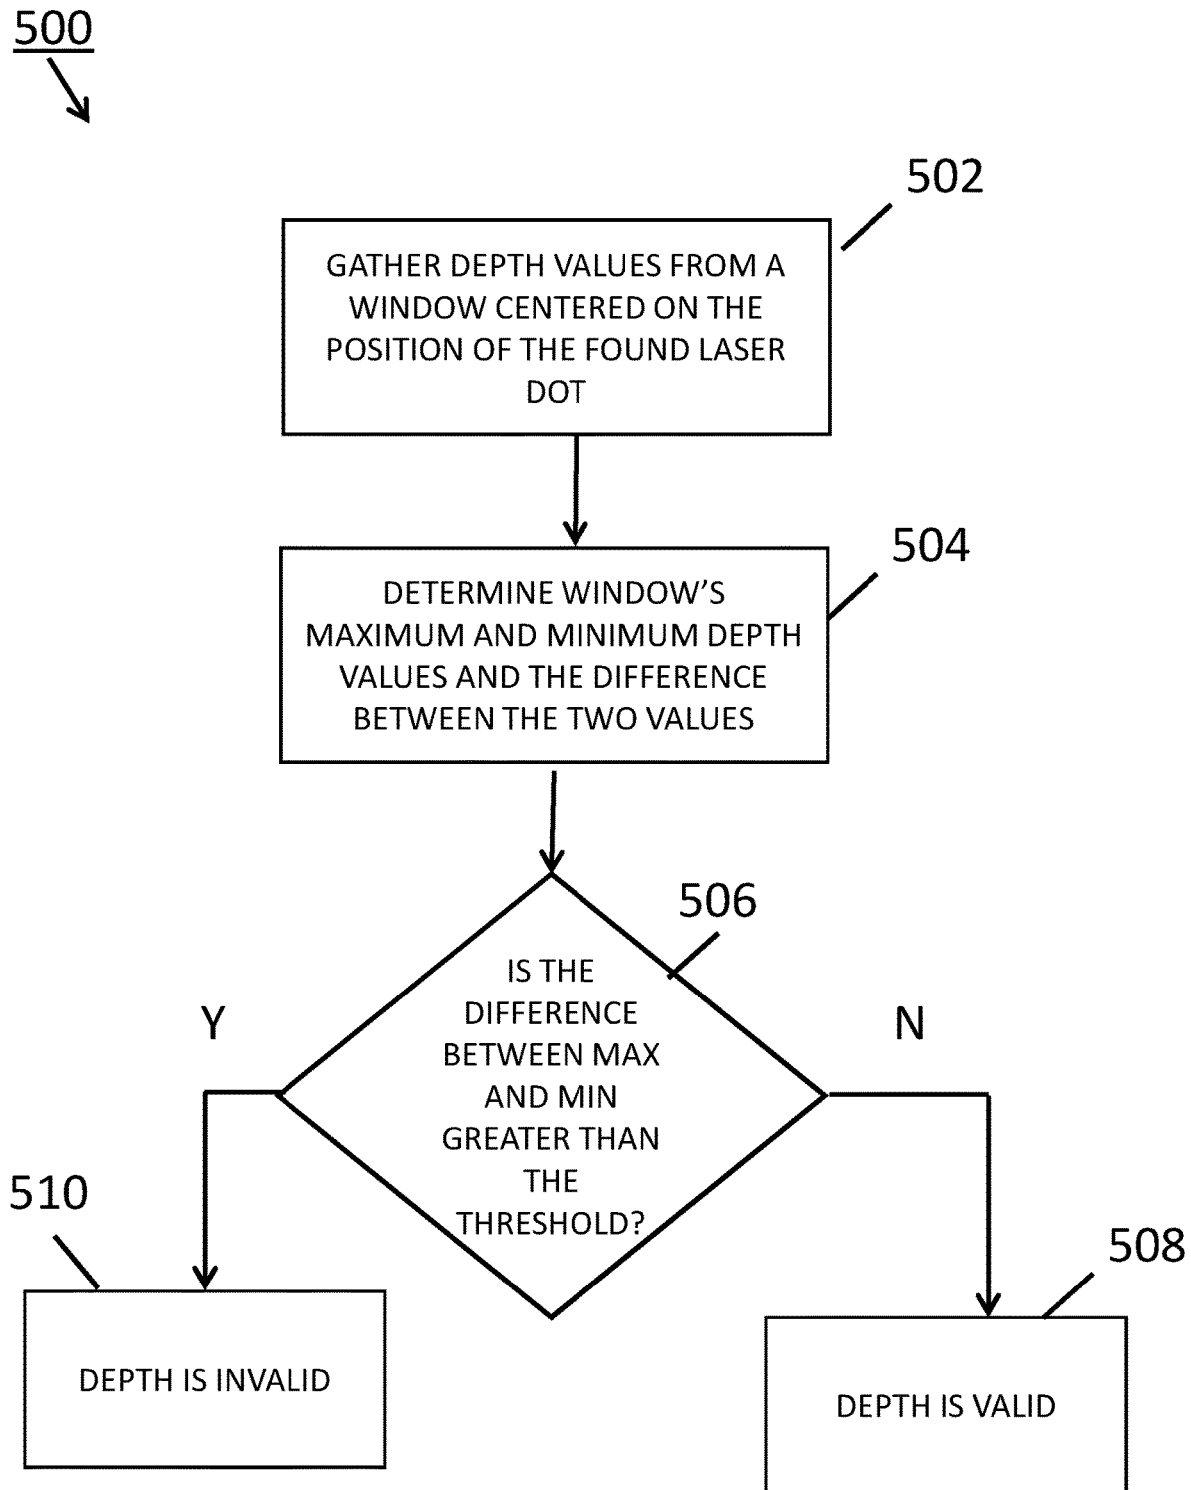 500
502
GATHER DEPTH VALUES FROM A
WINDOW CENTERED ON THE
POSITION OF THE FOUND LASER
DOT
504
DETERMINE WINDOW'S
MAXIMUM AND MINIMUM DEPTH
VALUES AND THE DIFFERENCE
BETWEEN THE TWO VALUES
506
IS THE
DIFFERENCE
BETWEEN MAX
AND MIN
GREATER THAN
THE
THRESHOLD?
Y
N
510
DEPTH IS INVALID
508
DEPTH IS VALID